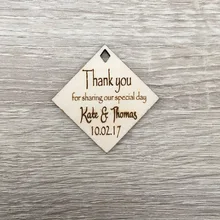 Thank you
for sharing our special day
Kate & Thomas
10.02.17